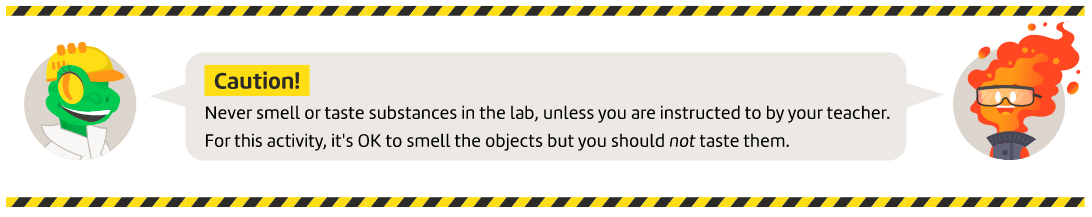 Caution!
Never smell or taste substances in the lab, unless you are instructed to by your teacher.
For this activity, it's OK to smell the objects but you should not taste them.